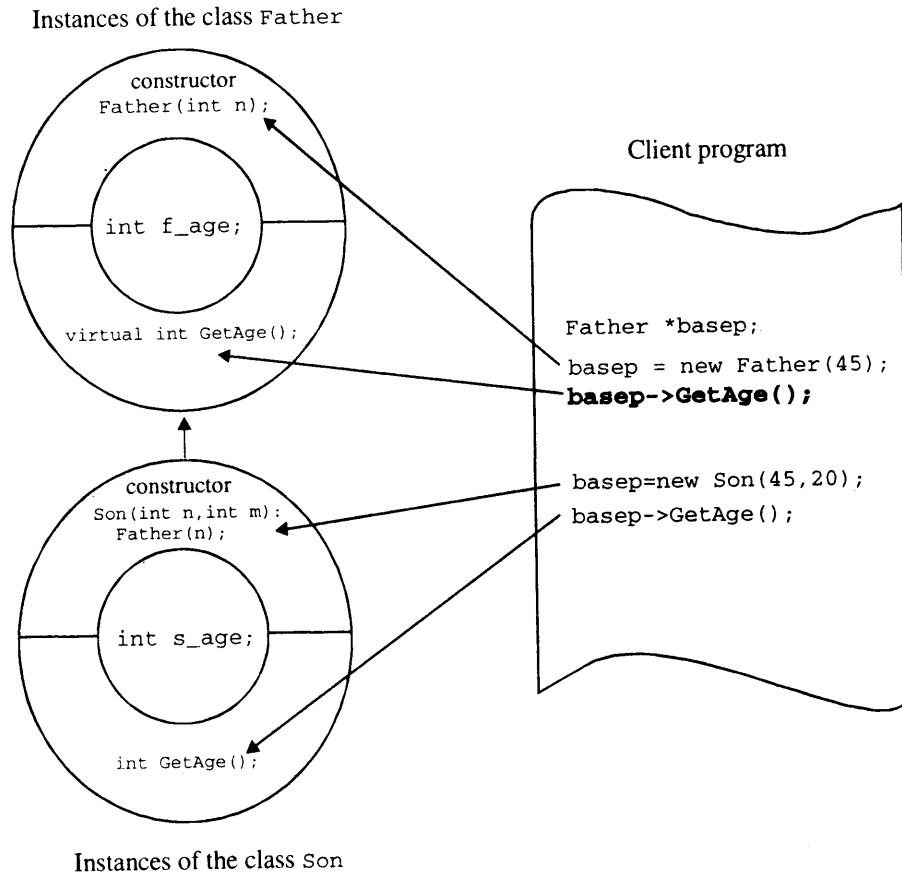 Instances of the class Father
constructor
Father(int n);
int f_age;
virtual int GetAge();
Client program
Father *basep;
basep = new Father(45);
basep->GetAge();
basep=new Son(45,20);
basep->GetAge();
constructor
Son(int n,int m):
Father(n);
int s_age;
int GetAge();
Instances of the class Son